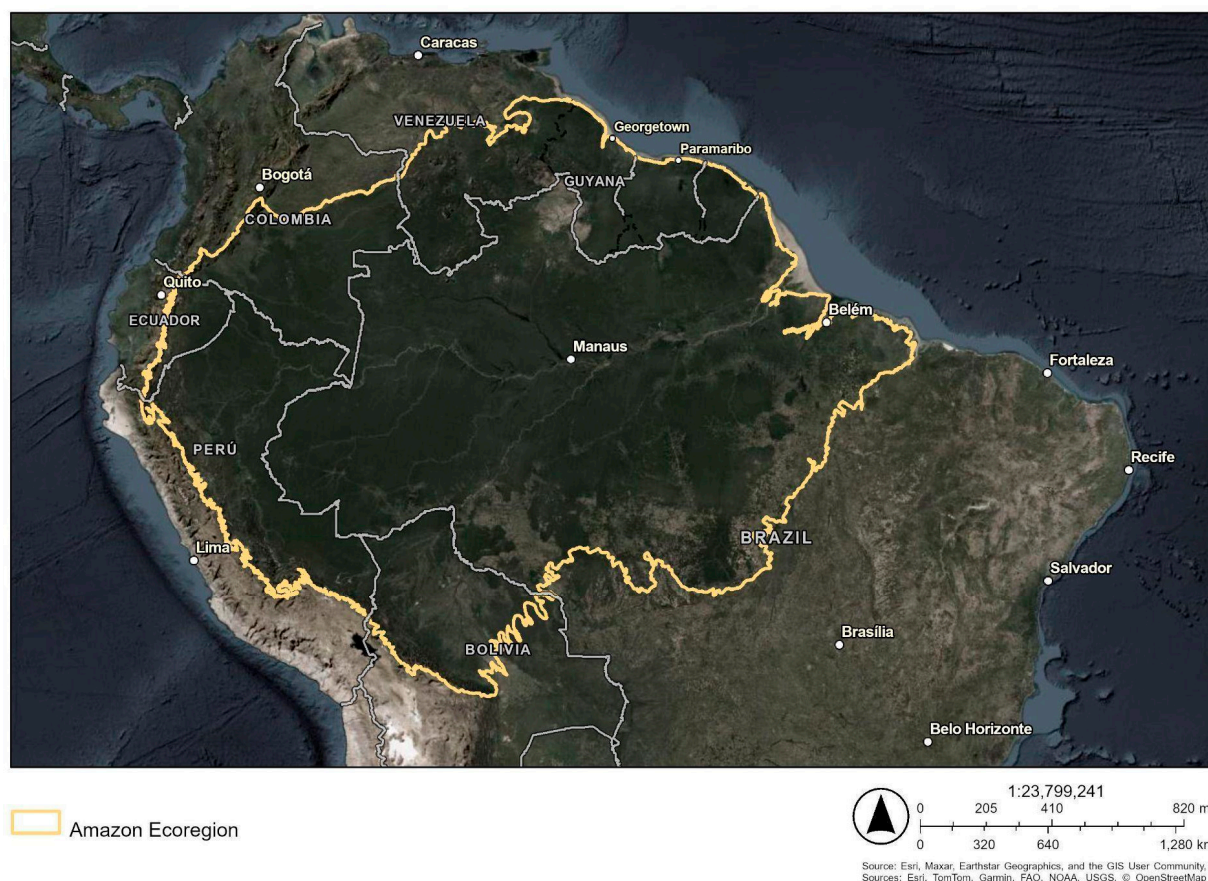 Caracas
VENEZUELA
Georgetown
Paramaribo
Bogotá
GUYANA
COLOMBIA
Quito
ECUADOR
Belém
Manaus
Fortaleza
PERÚ
Recife
BRAZIL
Lima
Salvador
Brasília
BOLIVIA
Belo Horizonte
Amazon Ecoregion
1:23,799,241
0 205 410 820 m
0 320 640 1,280 km
Source: Esri, Maxar, Earthstar Geographics, and the GIS User Community,
Sources: Esri, TomTom, Garmin, FAO, NOAA, USGS, © OpenStreetMap